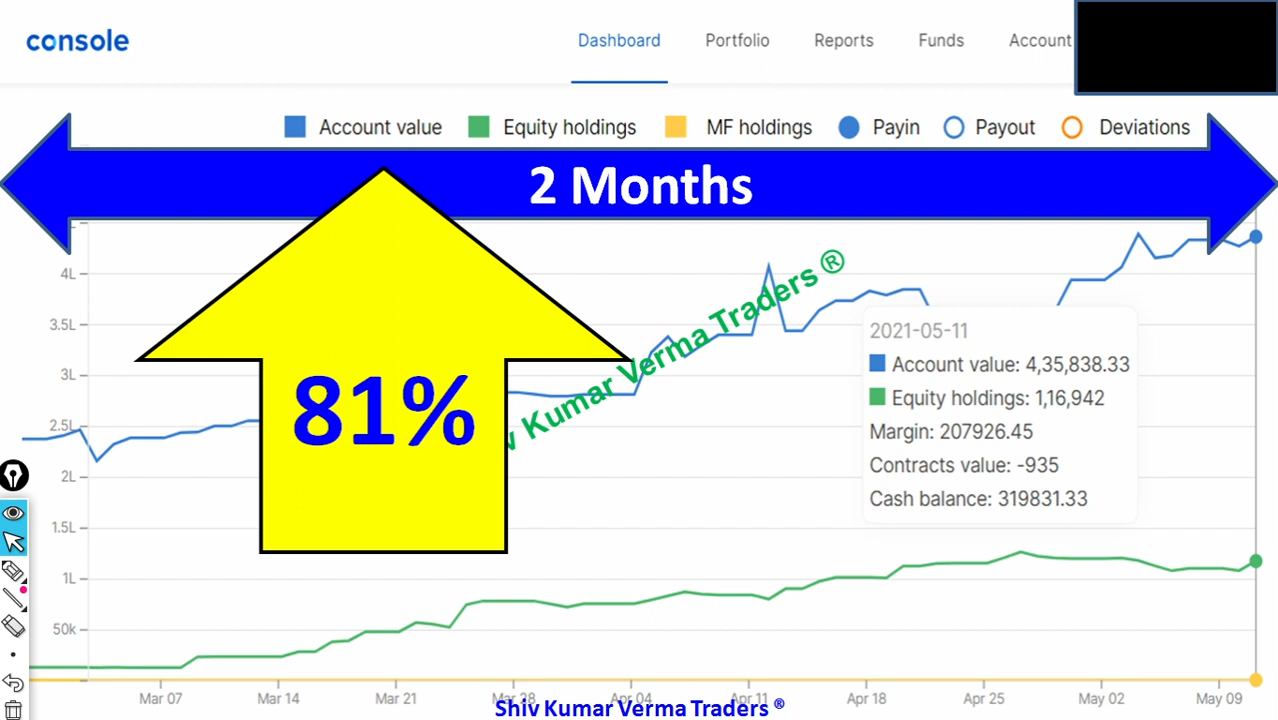 console
Dashboard Portfolio Reports Funds Account
Account value Equity holdings MF holdings Payin Payout Deviations
2 Months
4L
3.5L
3L
2.5L
2L
1.5L
1L
50k
81%
Kumar Verma Traders ®
2021-05-11
Account value: 4,35,838.33
Equity holdings: 1,16,942
Margin: 207926.45
Contracts value: -935
Cash balance: 319831.33
Mar 07 Mar 14 Mar 21 Mar 28 Apr 04 Apr 11 Apr 18 Apr 25 May 02 May 09
Shiv Kumar Verma Traders ®